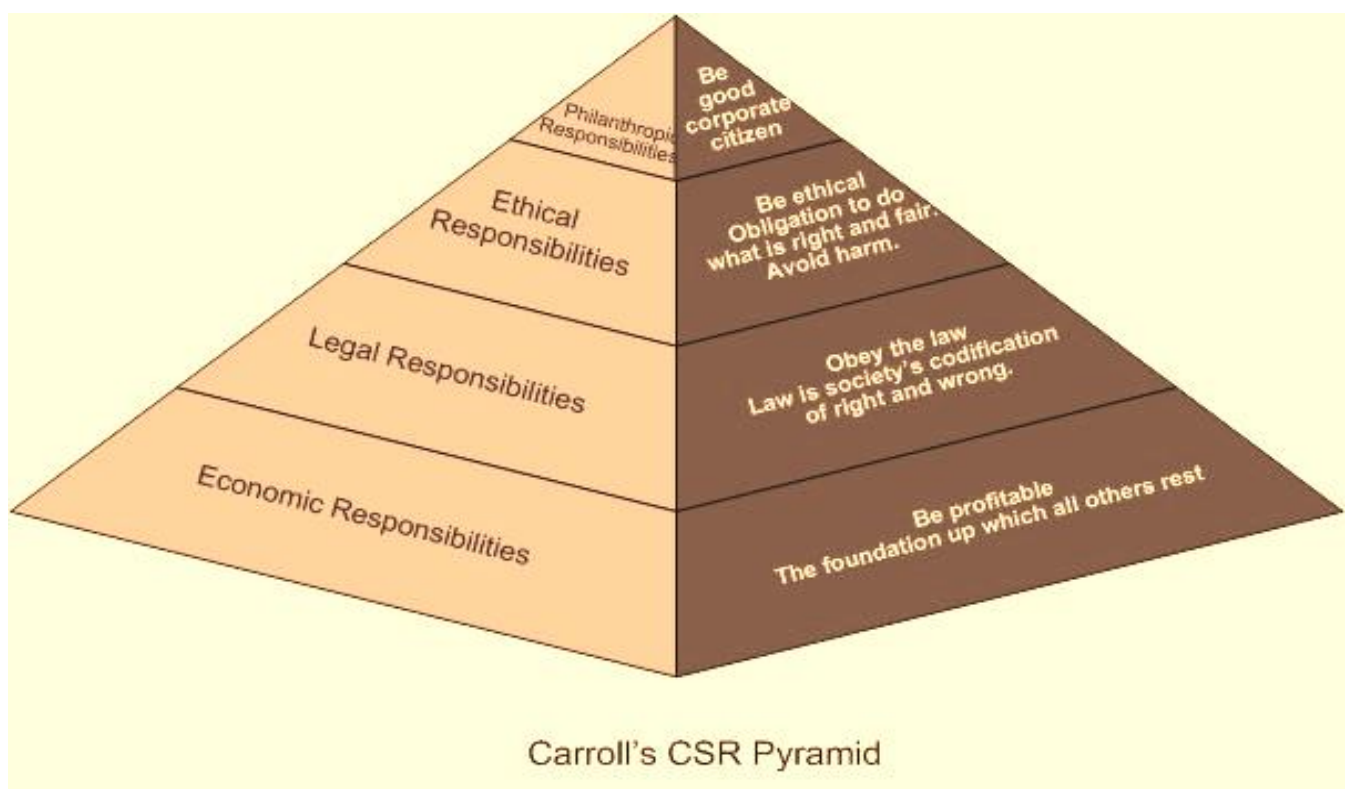 Philanthropic
Responsibilities
Be
good
corporate
citizen
Ethical
Responsibilities
Be ethical
Obligation to do
what is right and fair.
Avoid harm.
Legal Responsibilities
Obey the law
Law is society's codification
of right and wrong.
Economic Responsibilities
Be profitable
The foundation up which all others rest
Carroll's CSR Pyramid